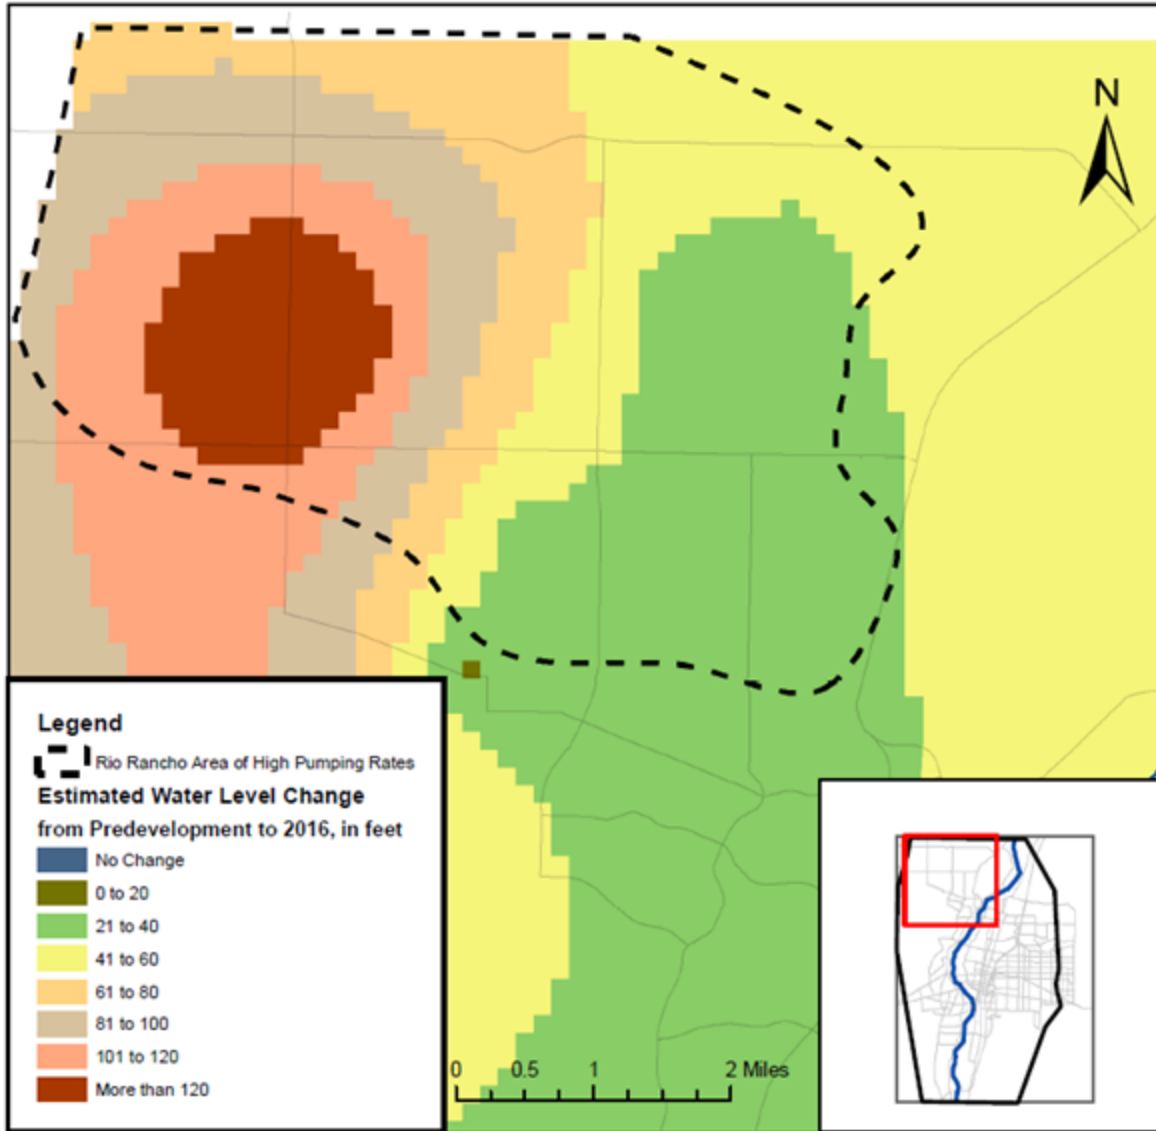 N
Legend
Rio Rancho Area of High Pumping Rates
Estimated Water Level Change
from Predevelopment to 2016, in feet
No Change
0 to 20
21 to 40
41 to 60
61 to 80
81 to 100
101 to 120
More than 120
0 0.5 1 2 Miles